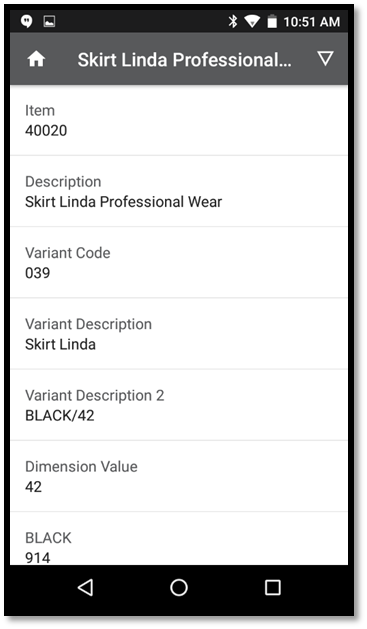 10:51 AM
Skirt Linda Professional...
Item
40020
Description
Skirt Linda Professional Wear
Variant Code
039
Variant Description
Skirt Linda
Variant Description 2
BLACK/42
Dimension Value
42
BLACK
914